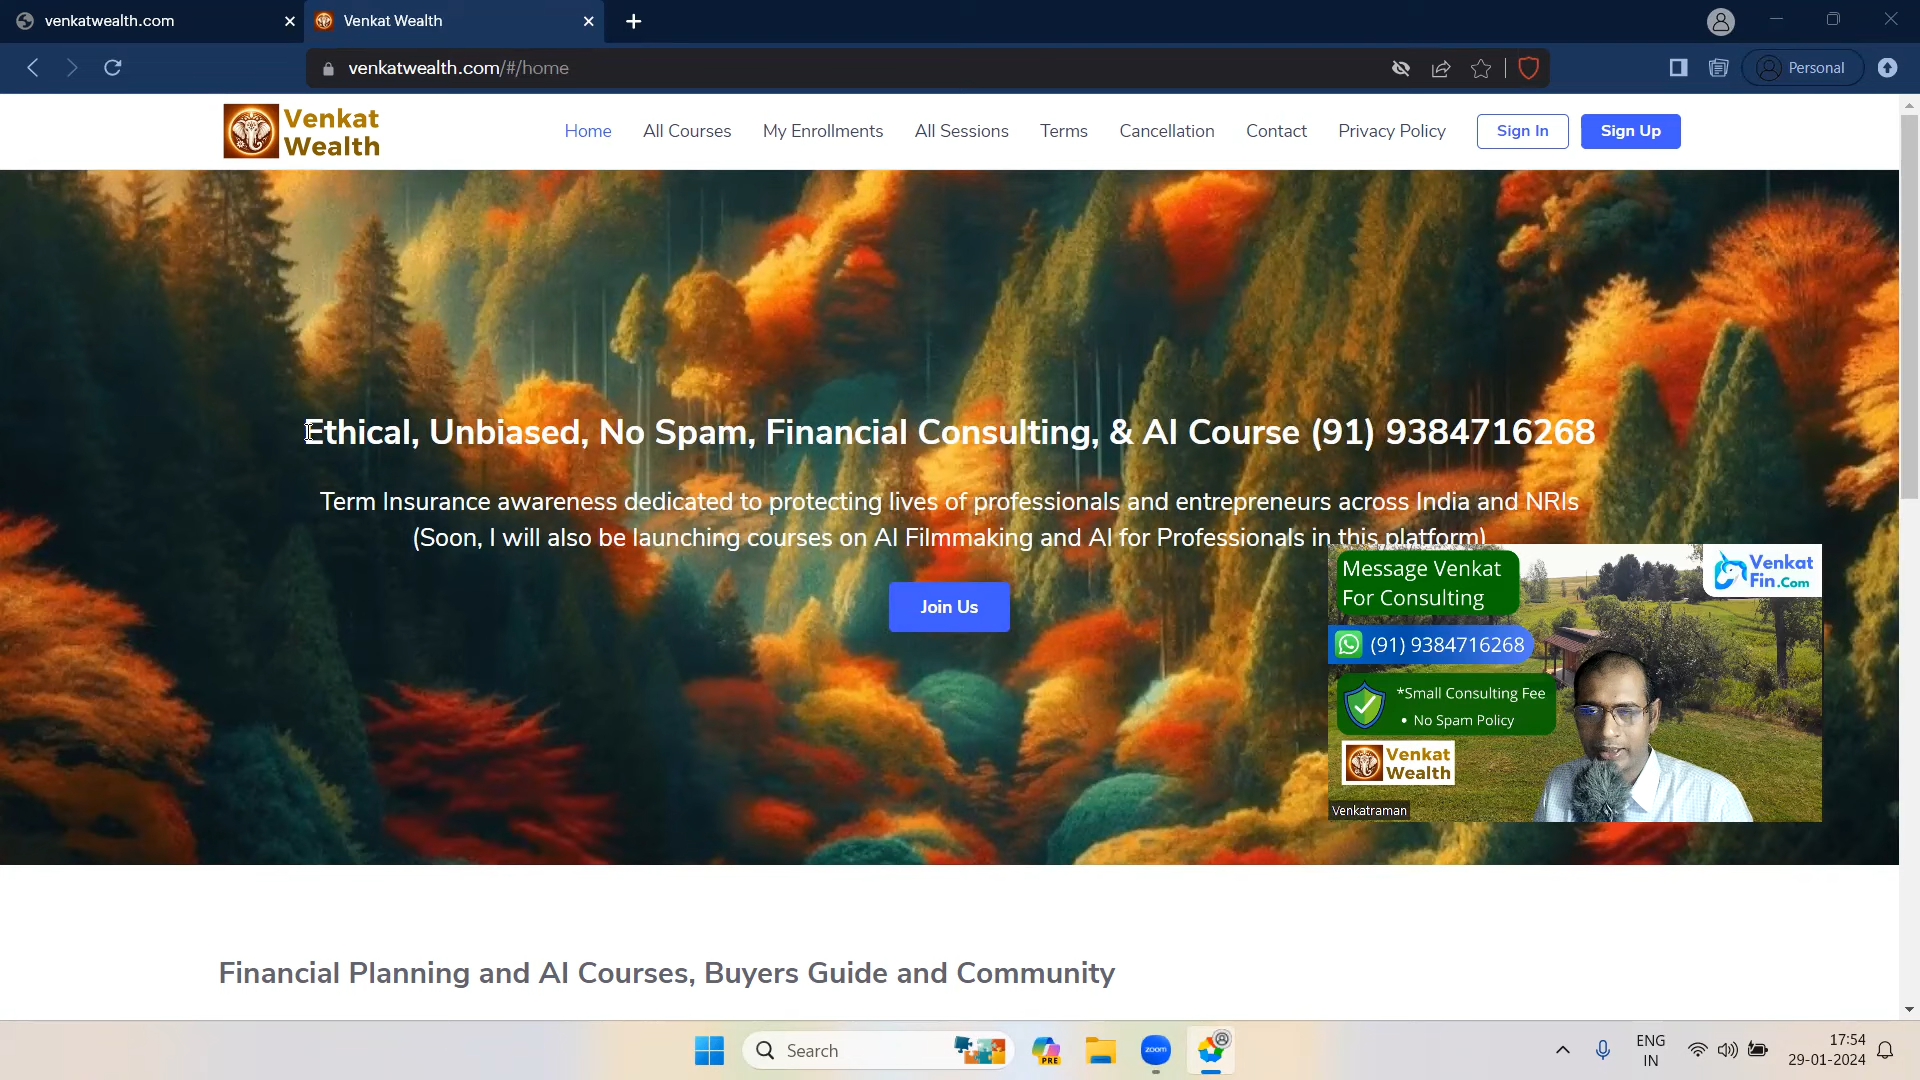 venkatwealth.com
Venkat Wealth
venkatwealth.com/#/home
Personal
Venkat
Wealth
Home
All Courses
My Enrollments
All Sessions
Terms
Cancellation
Contact
Privacy Policy
Sign In
Sign Up
Ethical, Unbiased, No Spam, Financial Consulting, & AI Course (91) 9384716268
Term Insurance awareness dedicated to protecting lives of professionals and entrepreneurs across India and NRIs
(Soon, I will also be launching courses on AI Filmmaking and AI for Professionals in this platform)
Join Us
Message Venkat
For Consulting
Venkat
Fin.Com
(91) 9384716268
*Small Consulting Fee
• No Spam Policy
Venkat
Wealth
Venkatraman
Financial Planning and AI Courses, Buyers Guide and Community
Search
PRE
zoom
ENG
IN
17:54
29-01-2024